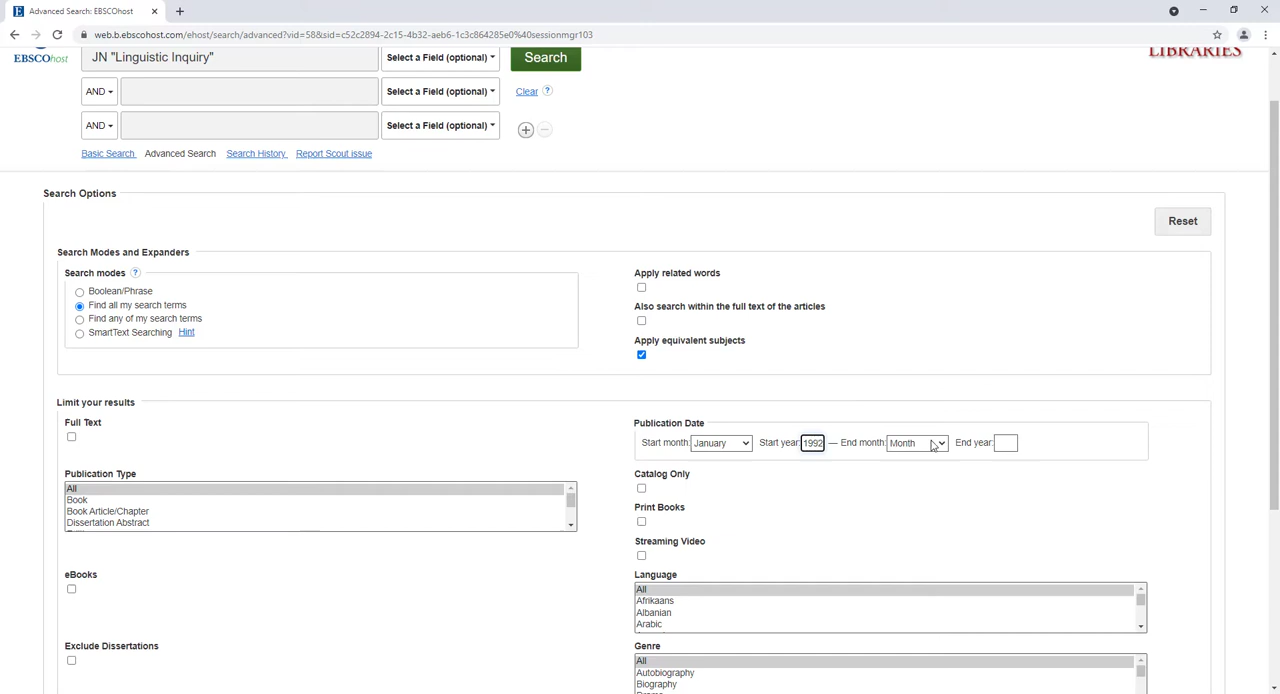 Advanced Search: EBSCOhost
web.b.ebscohost.com/ehost/search/advanced?vid=58&sid=c52c2894-2c15-4b32-aeb6-1c3c864285e0%40sessionmgr103
EBSCOhost
JN "Linguistic Inquiry" Select a Field (optional) Search
LIBRARIES
AND Select a Field (optional) Clear ?
AND Select a Field (optional)
Basic Search Advanced Search Search History Report Scout issue
Search Options
Reset
Search Modes and Expanders
Search modes ?
Boolean/Phrase
Find all my search terms
Find any of my search terms
SmartText Searching Hint
Apply related words
Also search within the full text of the articles
Apply equivalent subjects
Limit your results
Full Text
Publication Date
Start month: January Start year: 1992 — End month: Month End year:
Publication Type
All
Book
Book Article/Chapter
Dissertation Abstract
Catalog Only
Print Books
Streaming Video
eBooks
Language
All
Afrikaans
Albanian
Arabic
Exclude Dissertations
Genre
All
Autobiography
Biography